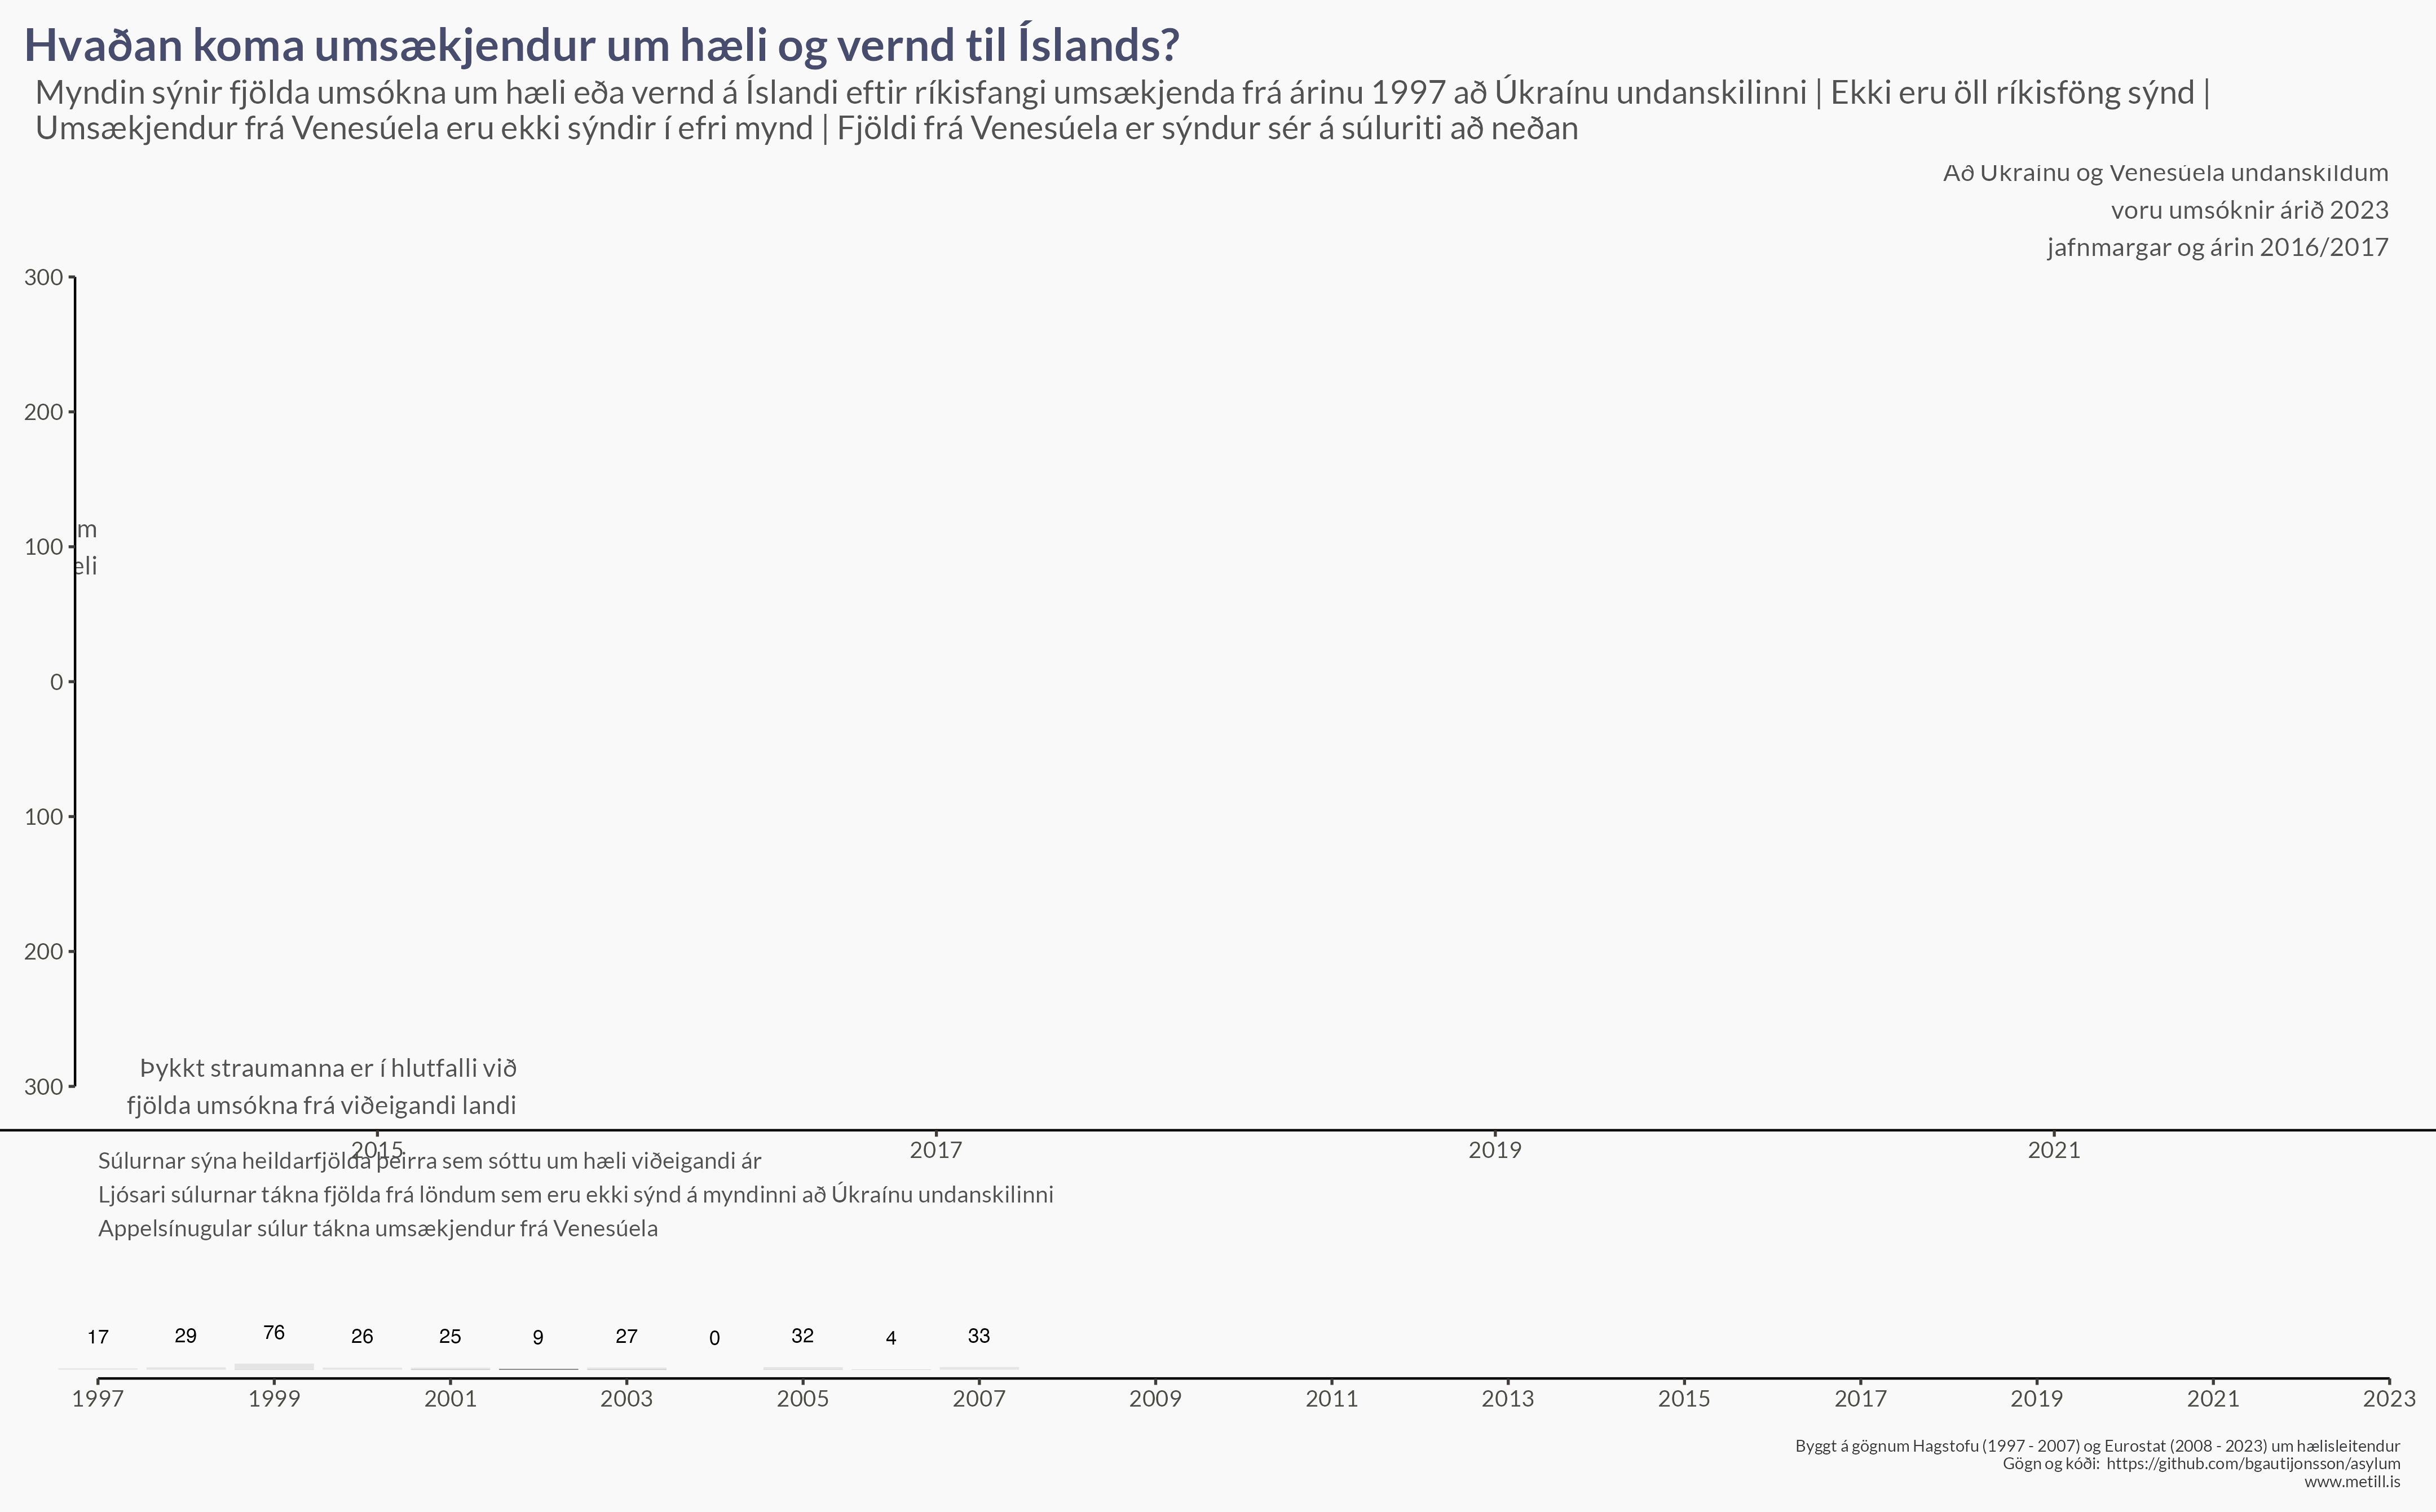 Hvaðan koma umsækjendur um hæli og vernd til Íslands?
Myndin sýnir fjölda umsókna um hæli eða vernd á Íslandi eftir ríkisfangi umsækjenda frá árinu 1997 að Úkraínu undanskilinni | Ekki eru öll ríkisföng sýnd |
Umsækjendur frá Venesúela eru ekki sýndir í efri mynd | Fjöldi frá Venesúela er sýndur sér á súluriti að neðan
Að Úkraínu og Venesúela undanskildum
voru umsóknir árið 2023
jafnmargar og árin 2016/2017
300
200
m
100
eli
0
100
200
300
Þykkt straumanna er í hlutfalli við
fjölda umsókna frá viðeigandi landi
2015 2017 2019 2021
Súlurnar sýna heildarfjölda þeirra sem sóttu um hæli viðeigandi ár
Ljósari súlurnar tákna fjölda frá löndum sem eru ekki sýnd á myndinni að Úkraínu undanskilinni
Appelsínugular súlur tákna umsækjendur frá Venesúela
17 29 76 26 25 9 27 0 32 4 33
1997 1999 2001 2003 2005 2007 2009 2011 2013 2015 2017 2019 2021 2023
Byggt á gögnum Hagstofu (1997 - 2007) og Eurostat (2008 - 2023) um hælisleitendur
Gögn og kóði: https://github.com/bgautijonsson/asylum
www.metill.is